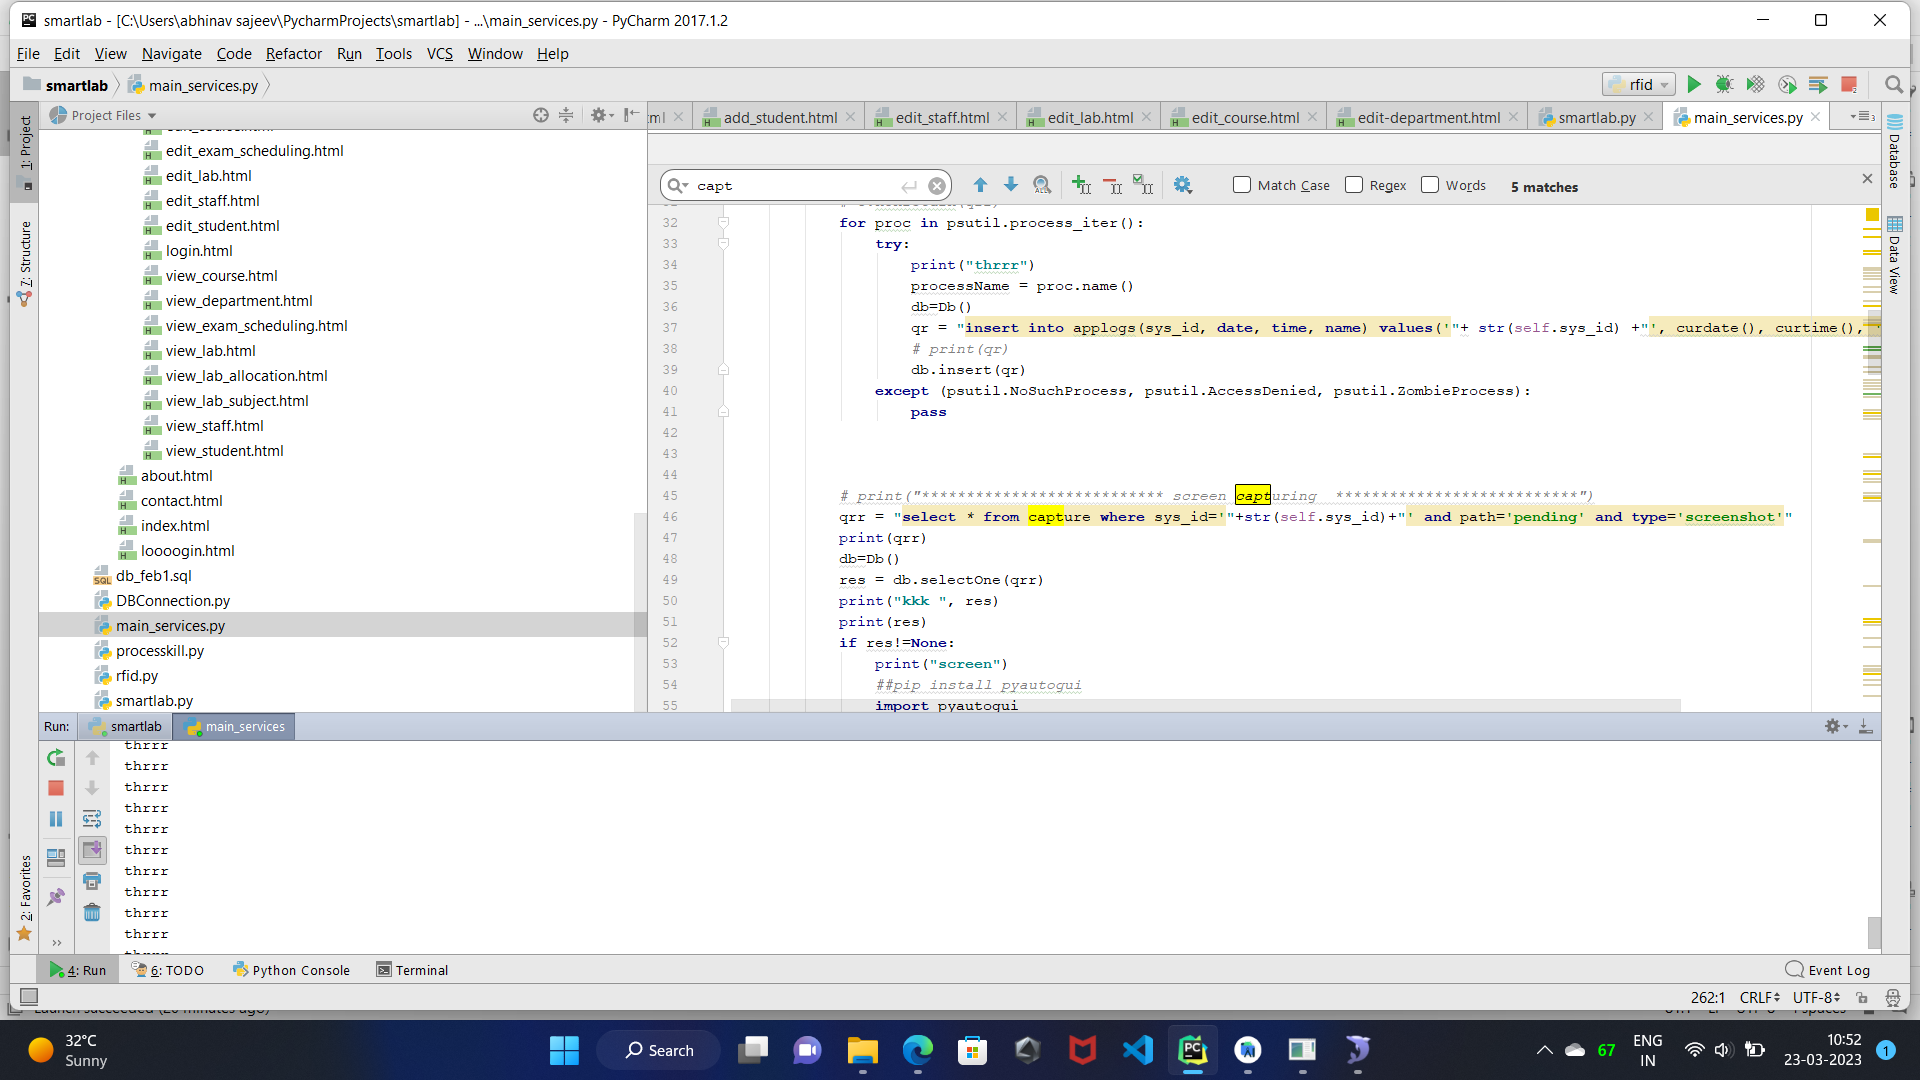 smartlab - [C:\Users\abhinav sajeev\PycharmProjects\smartlab] - ...\main_services.py - PyCharm 2017.1.2
File Edit View Navigate Code Refactor Run Tools VCS Window Help
smartlab main_services.py rfid
1: Project
Project Files
7: Structure
2: Favorites
edit_exam_scheduling.html
edit_lab.html
edit_staff.html
edit_student.html
login.html
view_course.html
view_department.html
view_exam_scheduling.html
view_lab.html
view_lab_allocation.html
view_lab_subject.html
view_staff.html
view_student.html
about.html
contact.html
index.html
loooogin.html
db_feb1.sql
DBConnection.py
main_services.py
processkill.py
rfid.py
smartlab.py
ml add_student.html edit_staff.html edit_lab.html edit_course.html edit-department.html smartlab.py main_services.py
capt Match Case Regex Words 5 matches
32 for proc in psutil.process_iter():
33 try:
34 print("thrrr")
35 processName = proc.name()
36 db=Db()
37 qr = "insert into applogs(sys_id, date, time, name) values('"+ str(self.sys_id) +"', curdate(), curtime(), '
38 # print(qr)
39 db.insert(qr)
40 except (psutil.NoSuchProcess, psutil.AccessDenied, psutil.ZombieProcess):
41 pass
42
43
44
45 # print("*************************** screen capturing ***************************")
46 qrr = "select * from capture where sys_id='"+str(self.sys_id)+"' and path='pending' and type='screenshot'"
47 print(qrr)
48 db=Db()
49 res = db.selectOne(qrr)
50 print("kkk ", res)
51 print(res)
52 if res!=None:
53 print("screen")
54 ##pip install pyautogui
55 import pyautogui
Database
Data View
Run: smartlab main_services
thrrr
thrrr
thrrr
thrrr
thrrr
thrrr
thrrr
thrrr
thrrr
thrrr
4: Run 6: TODO Python Console Terminal Event Log
262:1 CRLF UTF-8
32°C
Sunny
Search
67
ENG
IN
10:52
23-03-2023
1